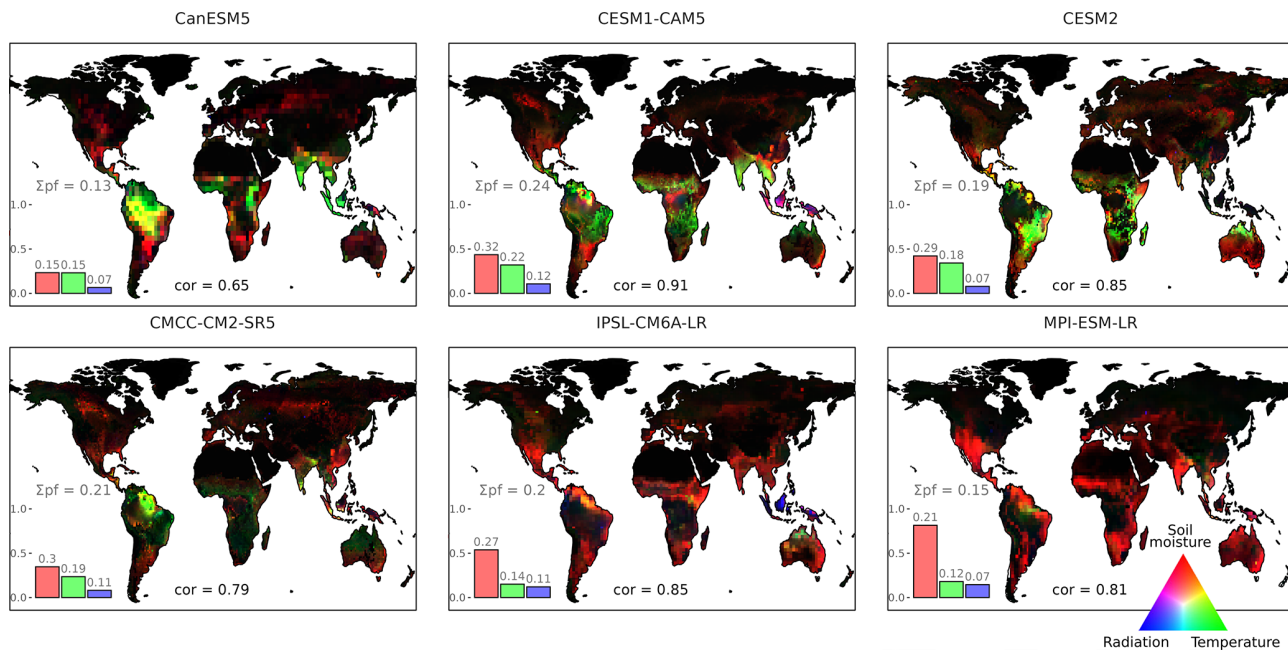 CanESM5
CESM1-CAM5
CESM2
Σpf = 0.13
1.0
0.5
0.0
0.15
0.15
0.07
cor = 0.65
Σpf = 0.24
1.0
0.5
0.0
0.32
0.22
0.12
cor = 0.91
Σpf = 0.19
1.0
0.5
0.0
0.29
0.18
0.07
cor = 0.85
CMCC-CM2-SR5
IPSL-CM6A-LR
MPI-ESM-LR
Σpf = 0.21
1.0
0.5
0.0
0.3
0.19
0.11
cor = 0.79
Σpf = 0.2
1.0
0.5
0.0
0.27
0.14
0.11
cor = 0.85
Σpf = 0.15
1.0
0.5
0.0
0.21
0.12
0.07
cor = 0.81
Soil
moisture
Radiation
Temperature